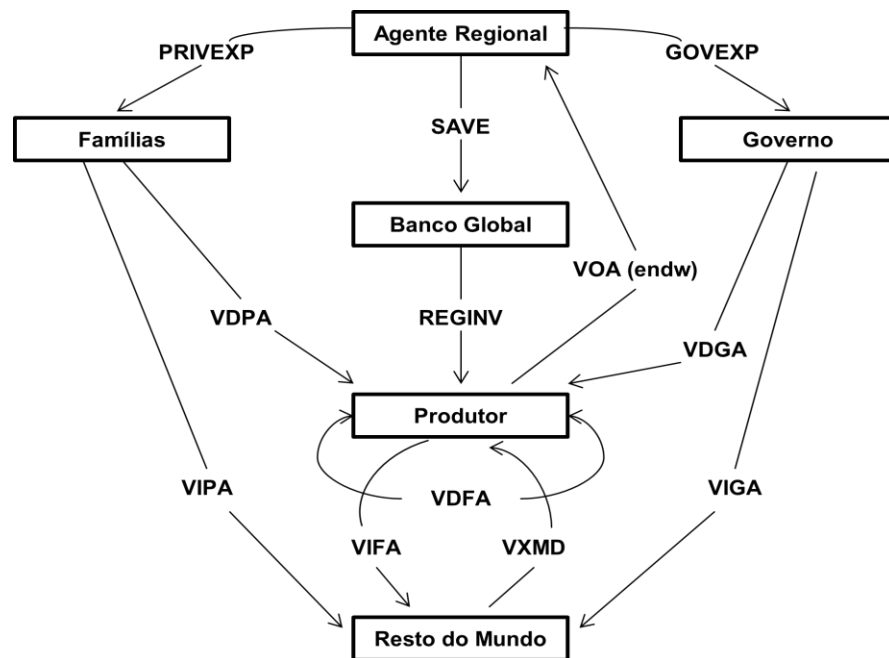 Agente Regional
PRIVEXP
GOVEXP
SAVE
Famílias
Governo
Banco Global
VOA (endw)
VDPA
REGINV
VDGA
Produtor
VIPA
VDFA
VIGA
VIFA
VXMD
Resto do Mundo